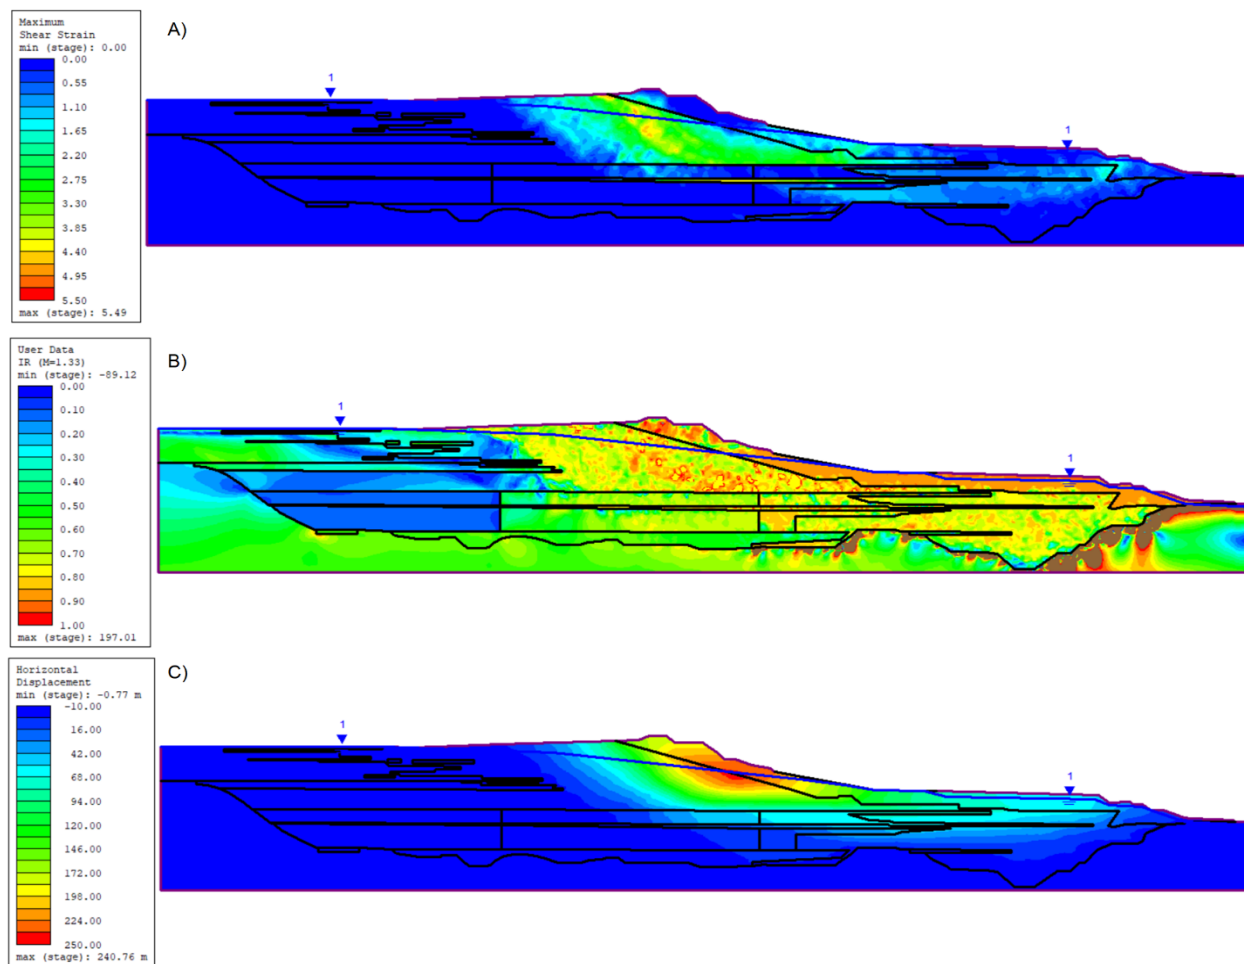 Maximum
Shear Strain
min (stage): 0.00
0.00
0.55
1.10
1.65
2.20
2.75
3.30
3.85
4.40
4.95
5.50
max (stage): 5.49
A)
1
1
User Data
IR (M=1.33)
min (stage): -89.12
0.00
0.10
0.20
0.30
0.40
0.50
0.60
0.70
0.80
0.90
1.00
max (stage): 197.01
B)
1
1
Horizontal
Displacement
min (stage): -0.77 m
-10.00
16.00
42.00
68.00
94.00
120.00
146.00
172.00
198.00
224.00
250.00
max (stage): 240.76 m
C)
1
1